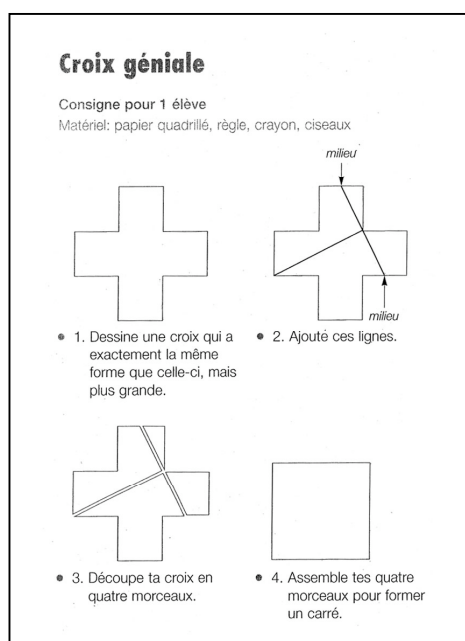 Croix géniale
Consigne pour 1 élève
Matériel: papier quadrillé, règle, crayon, ciseaux
milieu
milieu
• 1. Dessine une croix qui a
exactement la même
forme que celle-ci, mais
plus grande.
• 2. Ajouté ces lignes.
• 3. Découpe ta croix en
quatre morceaux.
• 4. Assemble tes quatre
morceaux pour former
un carré.